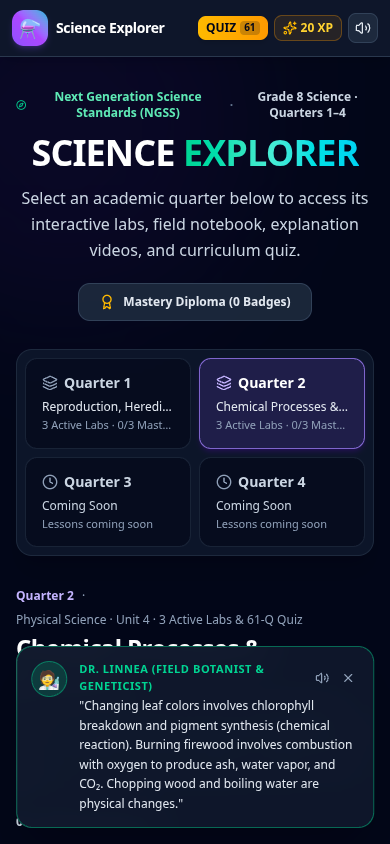 Science Explorer
QUIZ 61
20 XP
Next Generation Science
Standards (NGSS)
·
Grade 8 Science ·
Quarters 1–4
SCIENCE EXPLORER
Select an academic quarter below to access its
interactive labs, field notebook, explanation
videos, and curriculum quiz.
Mastery Diploma (0 Badges)
Quarter 1
Reproduction, Heredi...
3 Active Labs · 0/3 Mast...
Quarter 2
Chemical Processes &...
3 Active Labs · 0/3 Mast...
Quarter 3
Coming Soon
Lessons coming soon
Quarter 4
Coming Soon
Lessons coming soon
Quarter 2 ·
Physical Science · Unit 4 · 3 Active Labs & 61-Q Quiz
Chemical Processes &
DR. LINNEA (FIELD BOTANIST &
GENETICIST)
"Changing leaf colors involves chlorophyll
breakdown and pigment synthesis (chemical
reaction). Burning firewood involves combustion
with oxygen to produce ash, water vapor, and
CO₂. Chopping wood and boiling water are
physical changes."